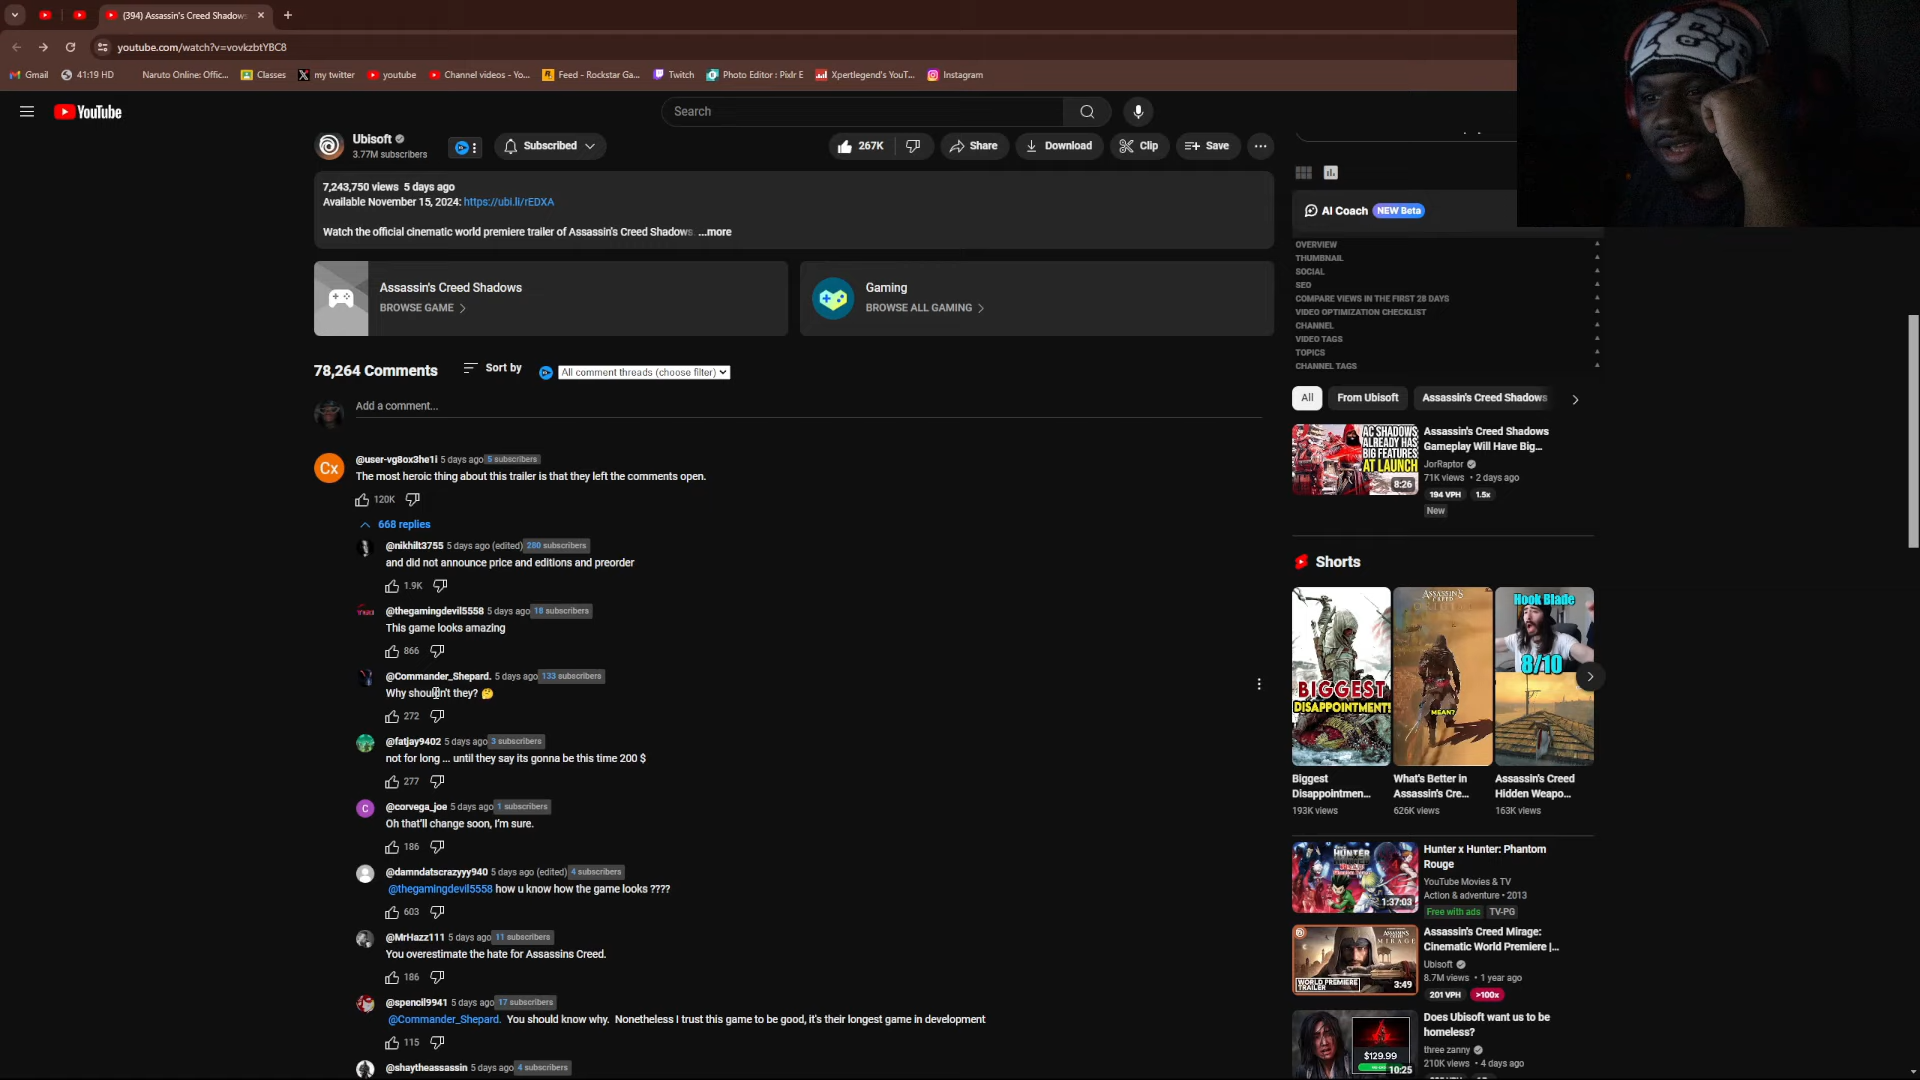 (394) Assassin's Creed Shadow
youtube.com/watch?v=vovkzbtYBC8
Gmail
41:19 HD
Naruto Online: Offic...
Classes
my twitter
youtube
Channel videos - Yo...
Feed - Rockstar Ga...
Twitch
Photo Editor : Pixlr E
Xpertlegend's YouT...
Instagram
YouTube
Search
Ubisoft
3.77M subscribers
Subscribed
267K
Share
Download
Clip
Save
7,243,750 views 5 days ago
Available November 15, 2024: https://ubi.li/rEDXA
Watch the official cinematic world premiere trailer of Assassin's Creed Shadows ...more
Assassin's Creed Shadows
BROWSE GAME
Gaming
BROWSE ALL GAMING
78,264 Comments
Sort by
All comment threads (choose filter)
Add a comment...
Cx
@user-vg8ox3he1i 5 days ago 5 subscribers
The most heroic thing about this trailer is that they left the comments open.
120K
668 replies
@nikhilt3755 5 days ago (edited) 280 subscribers
and did not announce price and editions and preorder
1.9K
@thegamingdevil5558 5 days ago 18 subscribers
This game looks amazing
866
@Commander_Shepard. 5 days ago 133 subscribers
Why shouldn't they? 🤔
272
@fatjay9402 5 days ago 3 subscribers
not for long ... until they say its gonna be this time 200 $
277
C
@corvega_joe 5 days ago 1 subscribers
Oh that'll change soon, I'm sure.
186
@damndatscrazyyy940 5 days ago (edited) 4 subscribers
@thegamingdevil5558 how u know how the game looks ????
603
@MrHazz111 5 days ago 11 subscribers
You overestimate the hate for Assassins Creed.
186
@spencil9941 5 days ago 17 subscribers
@Commander_Shepard. You should know why. Nonetheless I trust this game to be good, it's their longest game in development
115
@shaytheassassin 5 days ago 4 subscribers
AI Coach NEW Beta
OVERVIEW
THUMBNAIL
SOCIAL
SEO
COMPARE VIEWS IN THE FIRST 28 DAYS
VIDEO OPTIMIZATION CHECKLIST
CHANNEL
VIDEO TAGS
TOPICS
CHANNEL TAGS
All
From Ubisoft
Assassin's Creed Shadows
AC SHADOWS
ALREADY HAS
BIG FEATURES
AT LAUNCH
8:26
Assassin's Creed Shadows
Gameplay Will Have Big...
JorRaptor
71K views • 2 days ago
194 VPH 1.5x
New
Shorts
BIGGEST
DISAPPOINTMENT!
Biggest
Disappointmen...
193K views
ASSASSIN'S
CREED
MEAN?
What's Better in
Assassin's Cre...
626K views
Hook Blade
8/10
Assassin's Creed
Hidden Weapo...
163K views
HUNTER
HUNTER
1:37:03
Hunter x Hunter: Phantom
Rouge
YouTube Movies & TV
Action & adventure • 2013
Free with ads TV-PG
MIRAGE
WORLD PREMIERE
TRAILER
3:49
Assassin's Creed Mirage:
Cinematic World Premiere |...
Ubisoft
8.7M views • 1 year ago
201 VPH >100x
$129.99
10:25
Does Ubisoft want us to be
homeless?
three zanny
210K views • 4 days ago